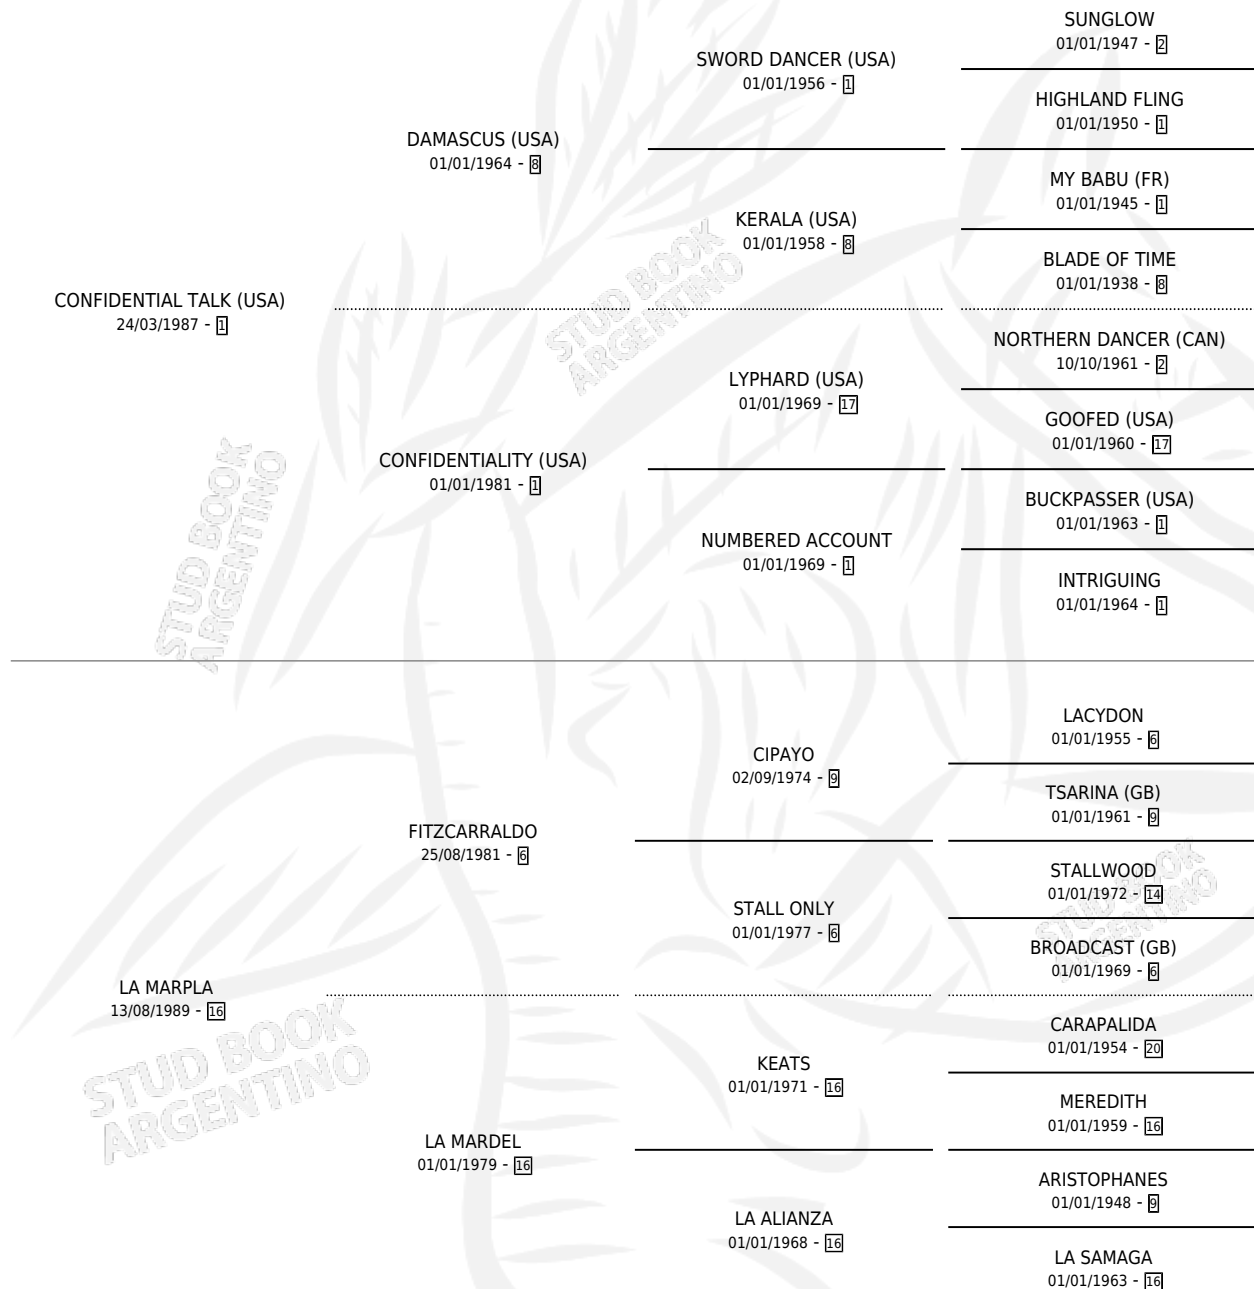 SUNGLOW
01/01/1947 - 2
SWORD DANCER (USA)
01/01/1956 - 1
HIGHLAND FLING
01/01/1950 - 1
DAMASCUS (USA)
01/01/1964 - 8
MY BABU (FR)
01/01/1945 - 1
KERALA (USA)
01/01/1958 - 8
BLADE OF TIME
01/01/1938 - 8
CONFIDENTIAL TALK (USA)
24/03/1987 - 1
NORTHERN DANCER (CAN)
10/10/1961 - 2
LYPHARD (USA)
01/01/1969 - 17
GOOFED (USA)
01/01/1960 - 17
CONFIDENTIALITY (USA)
01/01/1981 - 1
BUCKPASSER (USA)
01/01/1963 - 1
NUMBERED ACCOUNT
01/01/1969 - 1
INTRIGUING
01/01/1964 - 1
LACYDON
01/01/1955 - 6
CIPAYO
02/09/1974 - 9
TSARINA (GB)
01/01/1961 - 9
FITZCARRALDO
25/08/1981 - 6
STALLWOOD
01/01/1972 - 14
STALL ONLY
01/01/1977 - 6
BROADCAST (GB)
01/01/1969 - 6
LA MARPLA
13/08/1989 - 16
CARAPALIDA
01/01/1954 - 20
KEATS
01/01/1971 - 16
MEREDITH
01/01/1959 - 16
LA MARDEL
01/01/1979 - 16
ARISTOPHANES
01/01/1948 - 9
LA ALIANZA
01/01/1968 - 16
LA SAMAGA
01/01/1963 - 16
STUD BOOK
ARGENTINO
STUD BOOK
ARGENTINO
STUD BOOK
ARGENTINO
STUD BOOK
ARGENTINO